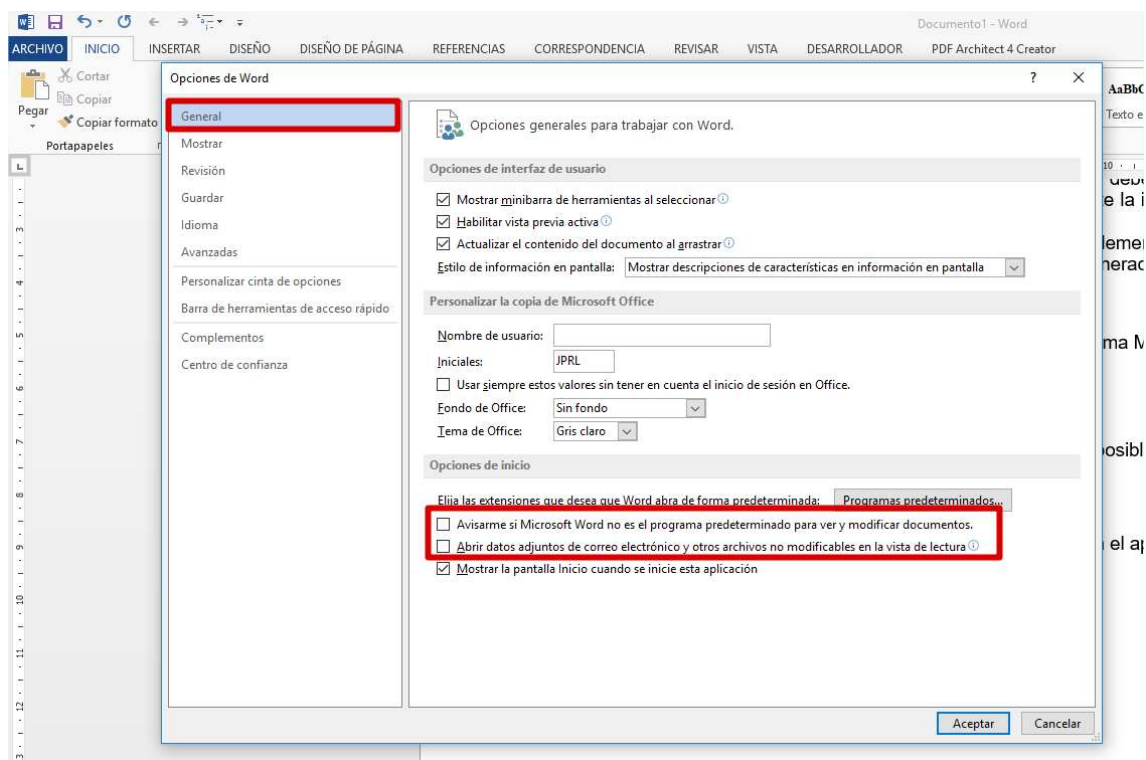 Documento1 - Word
ARCHIVO INICIO INSERTAR DISEÑO DISEÑO DE PÁGINA REFERENCIAS CORRESPONDENCIA REVISAR VISTA DESARROLLADOR PDF Architect 4 Creator
Cortar
Copiar
Pegar
Copiar formato
Portapapeles
AaBbC
Texto e
Opciones de Word
General
Mostrar
Revisión
Guardar
Idioma
Avanzadas
Personalizar cinta de opciones
Barra de herramientas de acceso rápido
Complementos
Centro de confianza
Opciones generales para trabajar con Word.
Opciones de interfaz de usuario
Mostrar minibarra de herramientas al seleccionar
Habilitar vista previa activa
Actualizar el contenido del documento al arrastrar
Estilo de información en pantalla: Mostrar descripciones de características en información en pantalla
Personalizar la copia de Microsoft Office
Nombre de usuario:
Iniciales: JPRL
Usar siempre estos valores sin tener en cuenta el inicio de sesión en Office.
Fondo de Office: Sin fondo
Tema de Office: Gris claro
Opciones de inicio
Elija las extensiones que desea que Word abra de forma predeterminada: Programas predeterminados...
Avisarme si Microsoft Word no es el programa predeterminado para ver y modificar documentos.
Abrir datos adjuntos de correo electrónico y otros archivos no modificables en la vista de lectura
Mostrar la pantalla Inicio cuando se inicie esta aplicación
Aceptar Cancelar
e la i
ma M
el ap